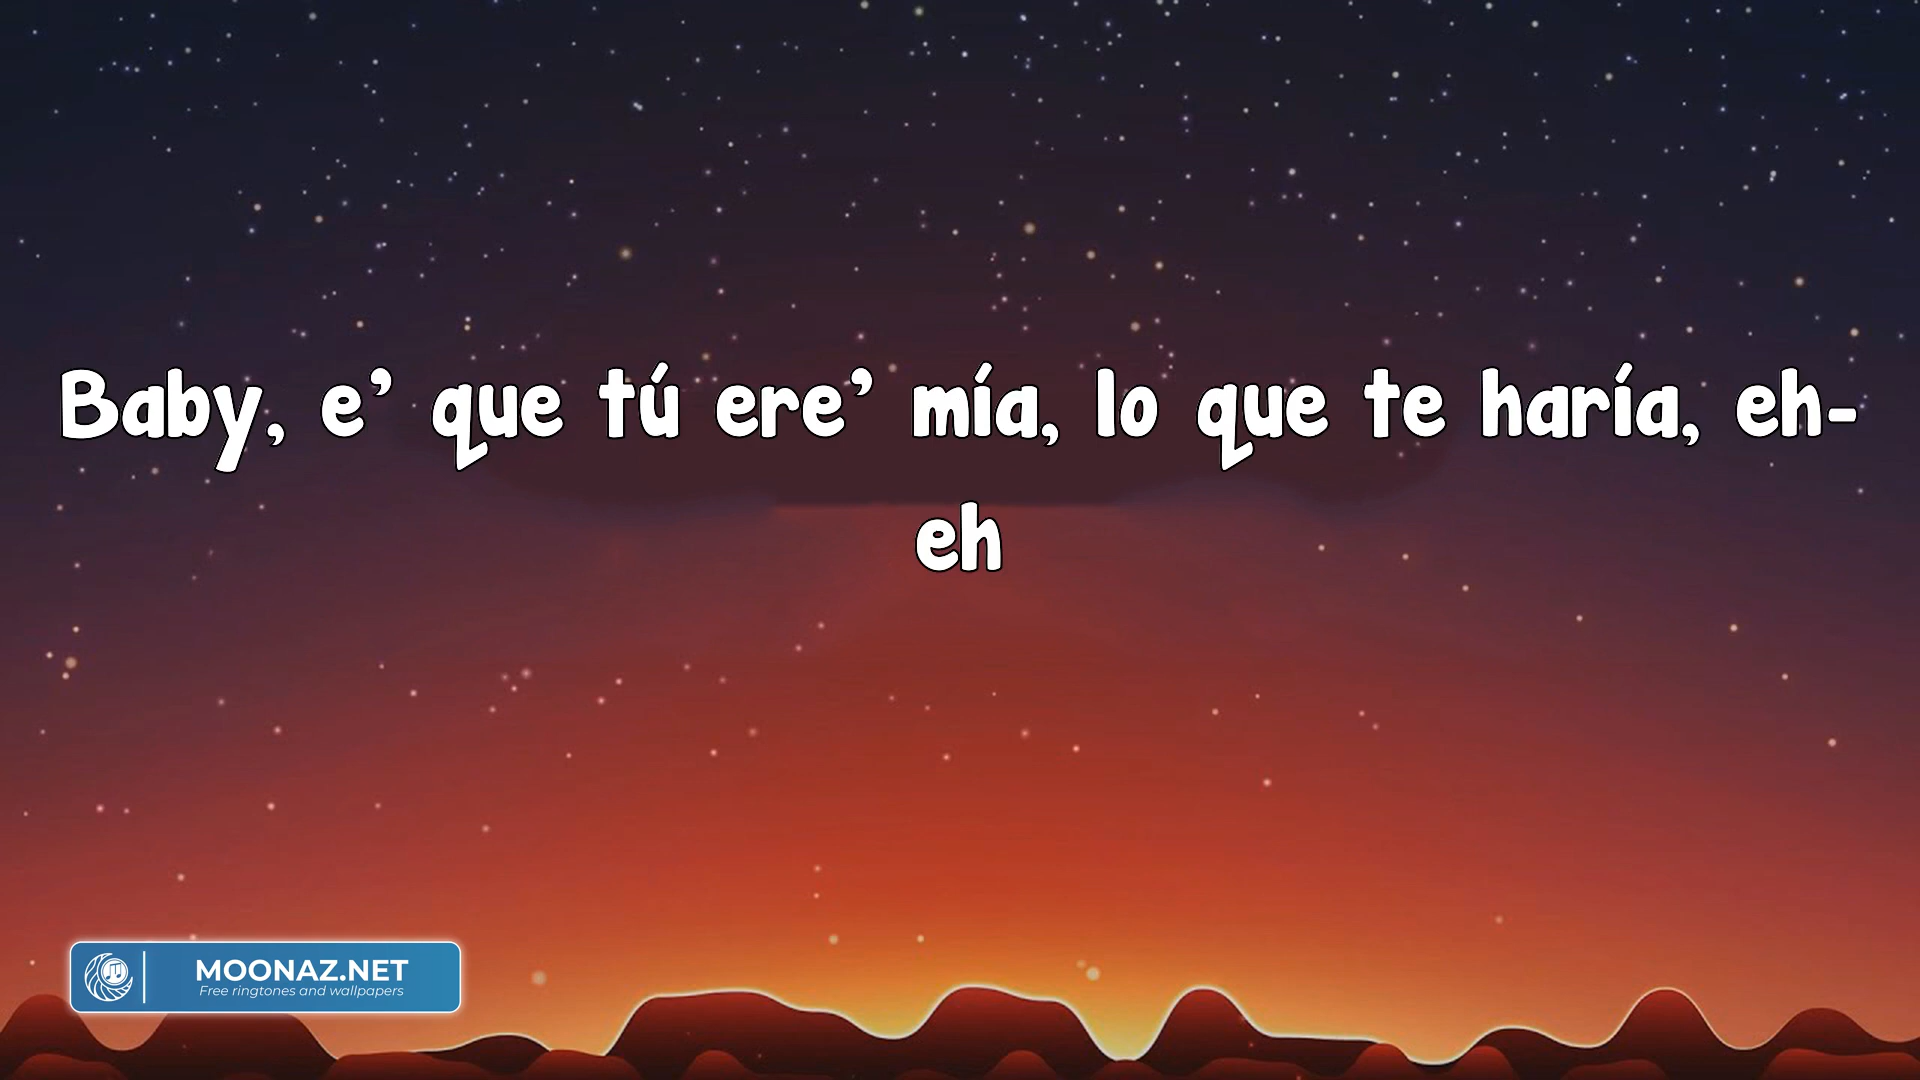 Baby, e’ que tú ere’ mía, lo que te haría, eh-
eh
MOONAZ.NET
Free ringtones and wallpapers